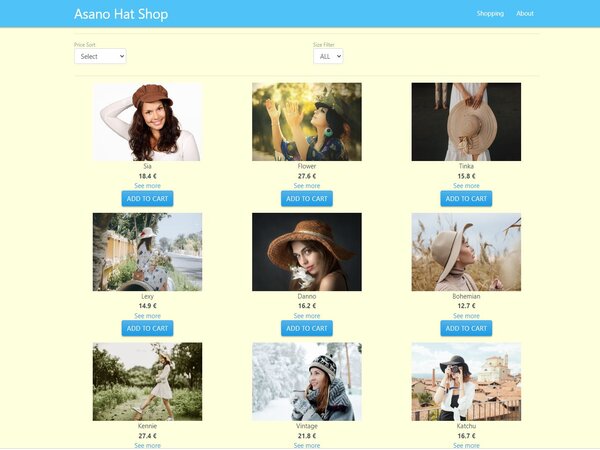 Asano Hat Shop
Shopping About
Price Sort Size Filter
Select ALL
Sia Flower Tinka
18.4 € 27.6 € 15.8 €
See more See more See more
ADD TO CART ADD TO CART ADD TO CART
Lexy Danno Bohemian
14.9 € 16.2 € 12.7 €
See more See more See more
ADD TO CART ADD TO CART ADD TO CART
Kennie Vintage Katchu
27.4 € 21.8 € 16.7 €
See more See more See more